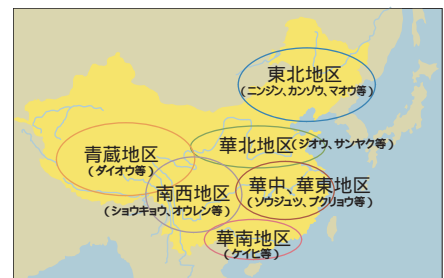 東北地区
（ニンジン、カンゾウ、マオウ等）
華北地区（ジオウ、サンヤク等）
青蔵地区
（ダイオウ等）
南西地区
（ショウキョウ、オウレン等）
華中、華東地区
（ソウジュツ、ブクリョウ等）
華南地区
（ケイヒ等）